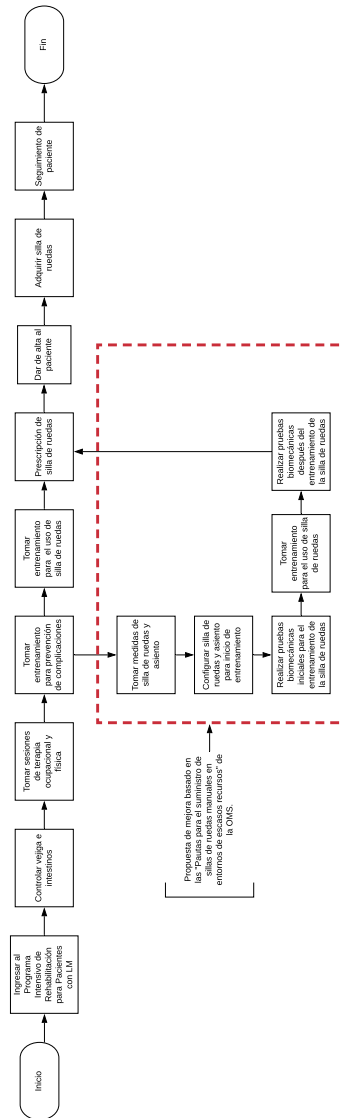 Inicio
Ingresar al
Programa
Intensivo de
Rehabilitación
para Pacientes
con LM
Controlar vejiga e
intestinos
Tomar sesiones
de terapia
ocupacional y
física
Tomar
entrenamiento
para prevención
de complicaciones
Tomar
entrenamiento
para el uso de
silla de ruedas
Prescripción de
silla de ruedas
Dar de alta al
paciente
Adquirir silla de
ruedas
Seguimiento de
paciente
Fin
Tomar medidas de
silla de ruedas y
asiento
Configurar silla de
ruedas y asiento
para inicio de
entrenamiento
Realizar pruebas
biomecánicas
iniciales para el
entrenamiento de
la silla de ruedas
Tomar
entrenamiento
para el uso de silla
de ruedas
Realizar pruebas
biomecánicas
después del
entrenamiento de
la silla de ruedas
Propuesta de mejora basado en
las "Pautas para el suministro de
sillas de ruedas manuales en
entornos de escasos recursos" de
la OMS.